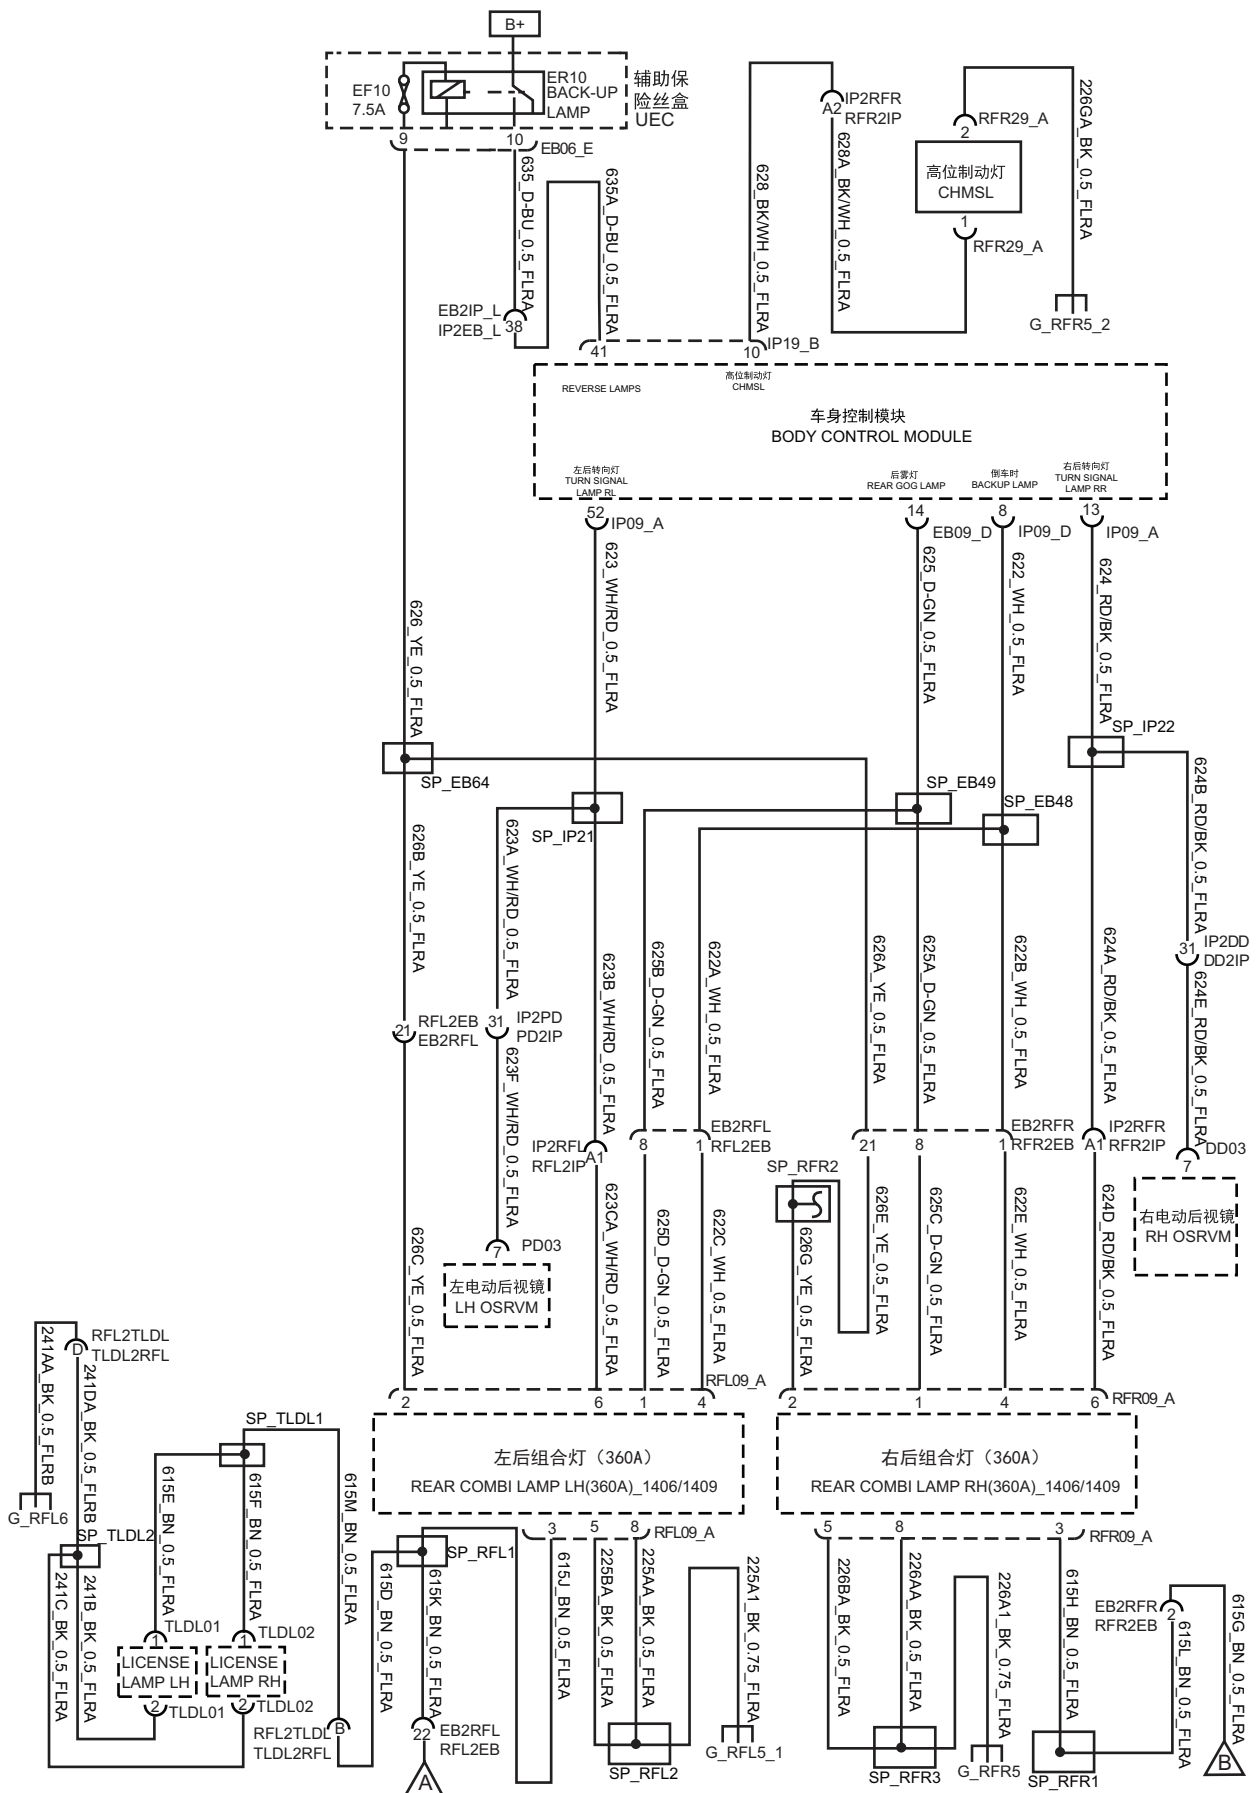 B+
EF10
7.5A
ER10
BACK-UP
LAMP
辅助保
险丝盒
UEC
9
10
EB06_E
635_D-BU_0.5_FLRA
635A_D-BU_0.5_FLRA
EB2IP_L
IP2EB_L
38
41
628_BK/WH_0.5_FLRA
A2
IP2RFR
RFR2IP
628A_BK/WH_0.5_FLRA
2
RFR29_A
高位制动灯
CHMSL
1
RFR29_A
226GA_BK_0.5_FLRA
G_RFR5_2
10
IP19_B
REVERSE LAMPS
高位制动灯
CHMSL
车身控制模块
BODY CONTROL MODULE
左后转向灯
TURN SIGNAL
LAMP RL
后雾灯
REAR GOG LAMP
倒车时
BACKUP LAMP
右后转向灯
TURN SIGNAL
LAMP RR
52
IP09_A
14
EB09_D
8
IP09_D
13
IP09_A
626_YE_0.5_FLRA
623_WH/RD_0.5_FLRA
625_D-GN_0.5_FLRA
622_WH_0.5_FLRA
624_RD/BK_0.5_FLRA
SP_EB64
SP_IP21
SP_EB49
SP_EB48
SP_IP22
626B_YE_0.5_FLRA
623A_WH/RD_0.5_FLRA
623B_WH/RD_0.5_FLRA
625B_D-GN_0.5_FLRA
622A_WH_0.5_FLRA
626A_YE_0.5_FLRA
625A_D-GN_0.5_FLRA
622B_WH_0.5_FLRA
624A_RD/BK_0.5_FLRA
624B_RD/BK_0.5_FLRA
31
IP2DD
DD2IP
624E_RD/BK_0.5_FLRA
21
RFL2EB
EB2RFL
31
IP2PD
PD2IP
623F_WH/RD_0.5_FLRA
IP2RFL
RFL2IP
A1
8
1
EB2RFL
RFL2EB
21
8
1
EB2RFR
RFR2EB
A1
IP2RFR
RFR2IP
7
DD03
右电动后视镜
RH OSRVM
SP_RFR2
626C_YE_0.5_FLRA
7
PD03
左电动后视镜
LH OSRVM
623CA_WH/RD_0.5_FLRA
625D_D-GN_0.5_FLRA
622C_WH_0.5_FLRA
626G_YE_0.5_FLRA
626E_YE_0.5_FLRA
625C_D-GN_0.5_FLRA
622E_WH_0.5_FLRA
624D_RD/BK_0.5_FLRA
2
6
1
4
RFL09_A
2
1
4
6
RFR09_A
左后组合灯（360A）
REAR COMBI LAMP LH(360A)_1406/1409
右后组合灯（360A）
REAR COMBI LAMP RH(360A)_1406/1409
3
5
8
RFL09_A
5
8
3
RFR09_A
241AA_BK_0.5_FLRB
D
RFL2TLDL
TLDL2RFL
241DA_BK_0.5_FLRB
G_RFL6
SP_TLDL2
241C_BK_0.5_FLRA
241B_BK_0.5_FLRA
SP_TLDL1
615E_BN_0.5_FLRA
615F_BN_0.5_FLRA
615M_BN_0.5_FLRA
1
TLDL01
LICENSE
LAMP LH
2
TLDL01
1
TLDL02
LICENSE
LAMP RH
2
TLDL02
RFL2TLDL
TLDL2RFL
B
SP_RFL1
615D_BN_0.5_FLRA
615K_BN_0.5_FLRA
22
EB2RFL
RFL2EB
A
615J_BN_0.5_FLRA
225BA_BK_0.5_FLRA
225AA_BK_0.5_FLRA
225A1_BK_0.75_FLRA
SP_RFL2
G_RFL5_1
226BA_BK_0.5_FLRA
226AA_BK_0.5_FLRA
226A1_BK_0.75_FLRA
SP_RFR3
G_RFR5
615H_BN_0.5_FLRA
SP_RFR1
EB2RFR
RFR2EB
2
615L_BN_0.5_FLRA
615G_BN_0.5_FLRA
B